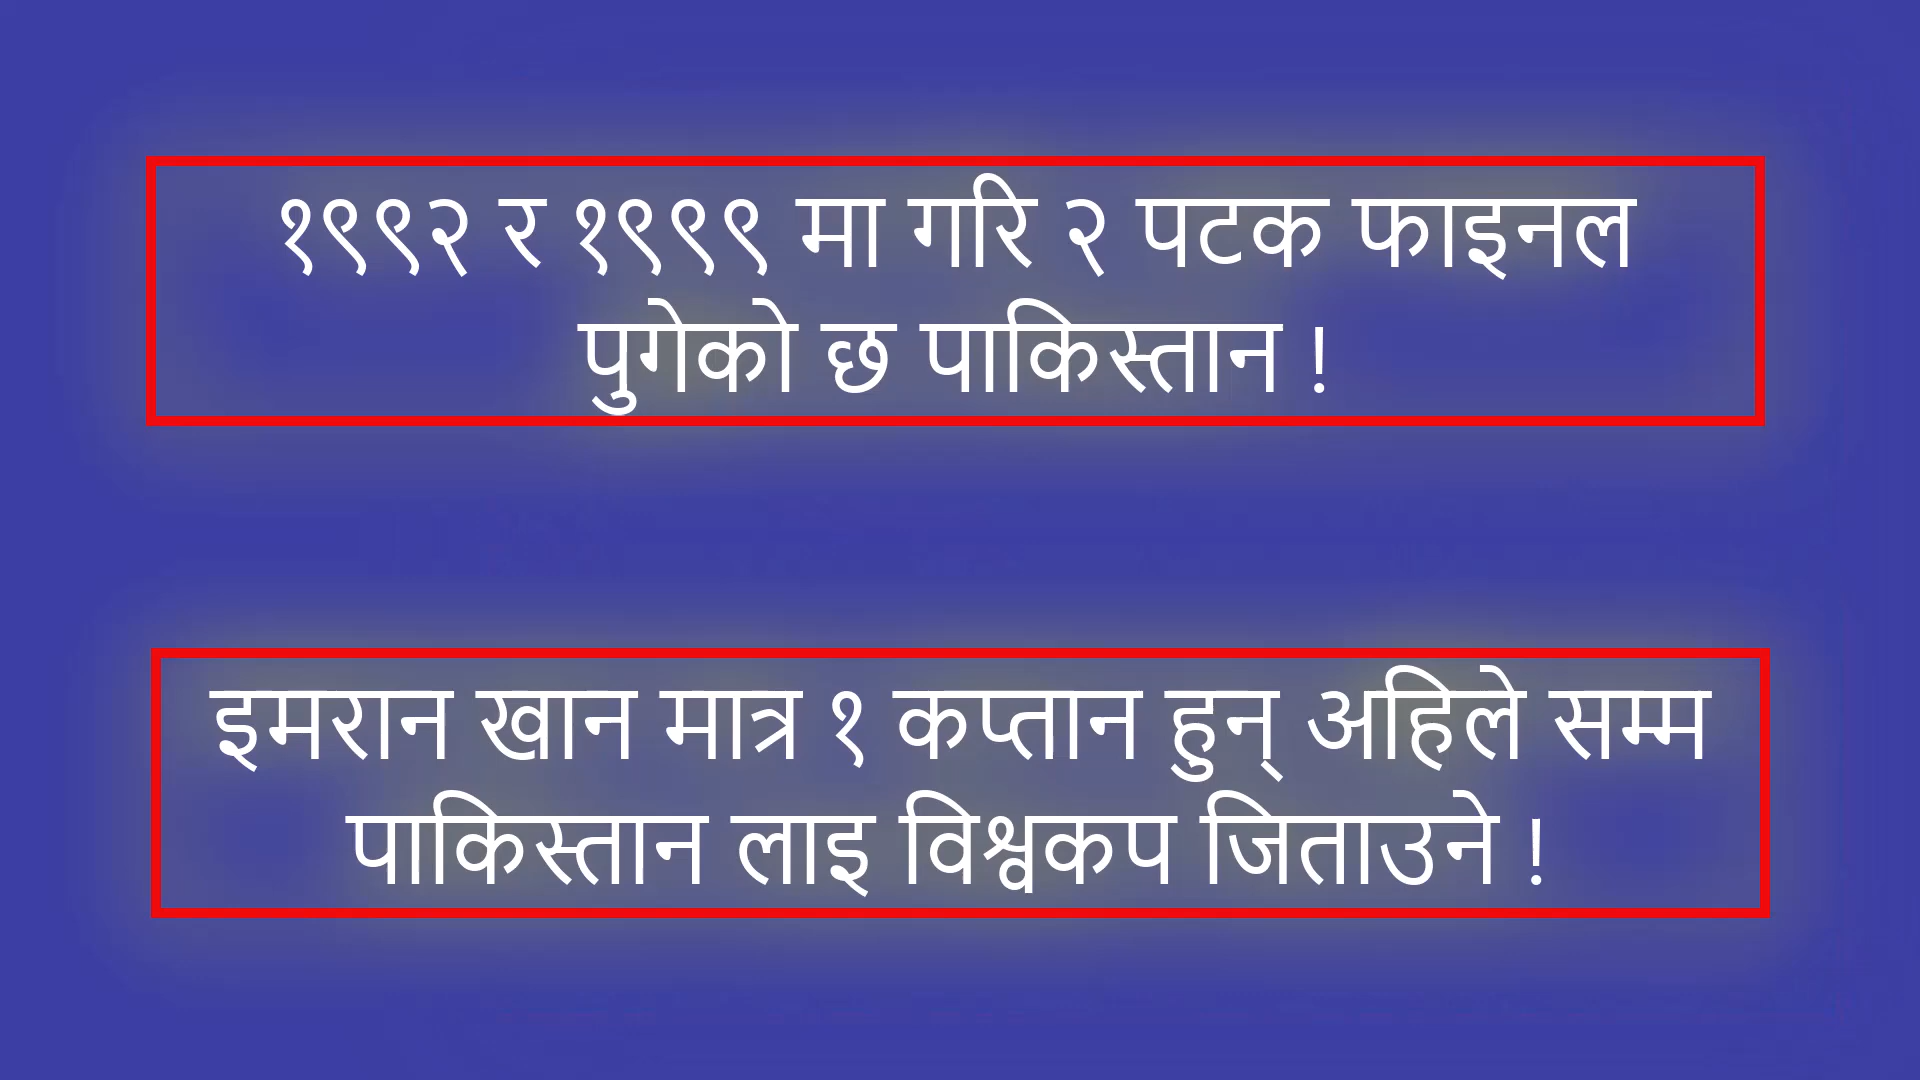 १९९२ र १९९९ मा गरि २ पटक फाइनल
पुगेको छ पाकिस्तान !
इमरान खान मात्र १ कप्तान हुन् अहिले सम्म
पाकिस्तान लाइ विश्वकप जिताउने !